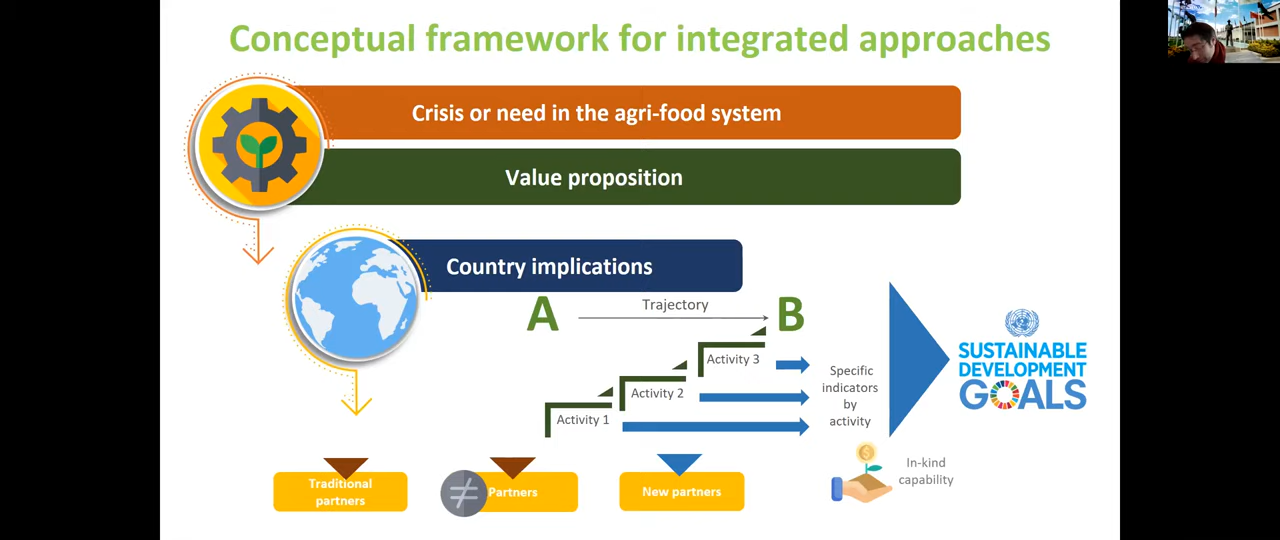 Conceptual framework for integrated approaches
Crisis or need in the agri-food system
Value proposition
Country implications
A
Trajectory
B
Activity 3
Activity 2
Activity 1
Specific
indicators
by
activity
SUSTAINABLE
DEVELOPMENT
GOALS
Traditional
partners
≠ Partners
New partners
$
In-kind
capability